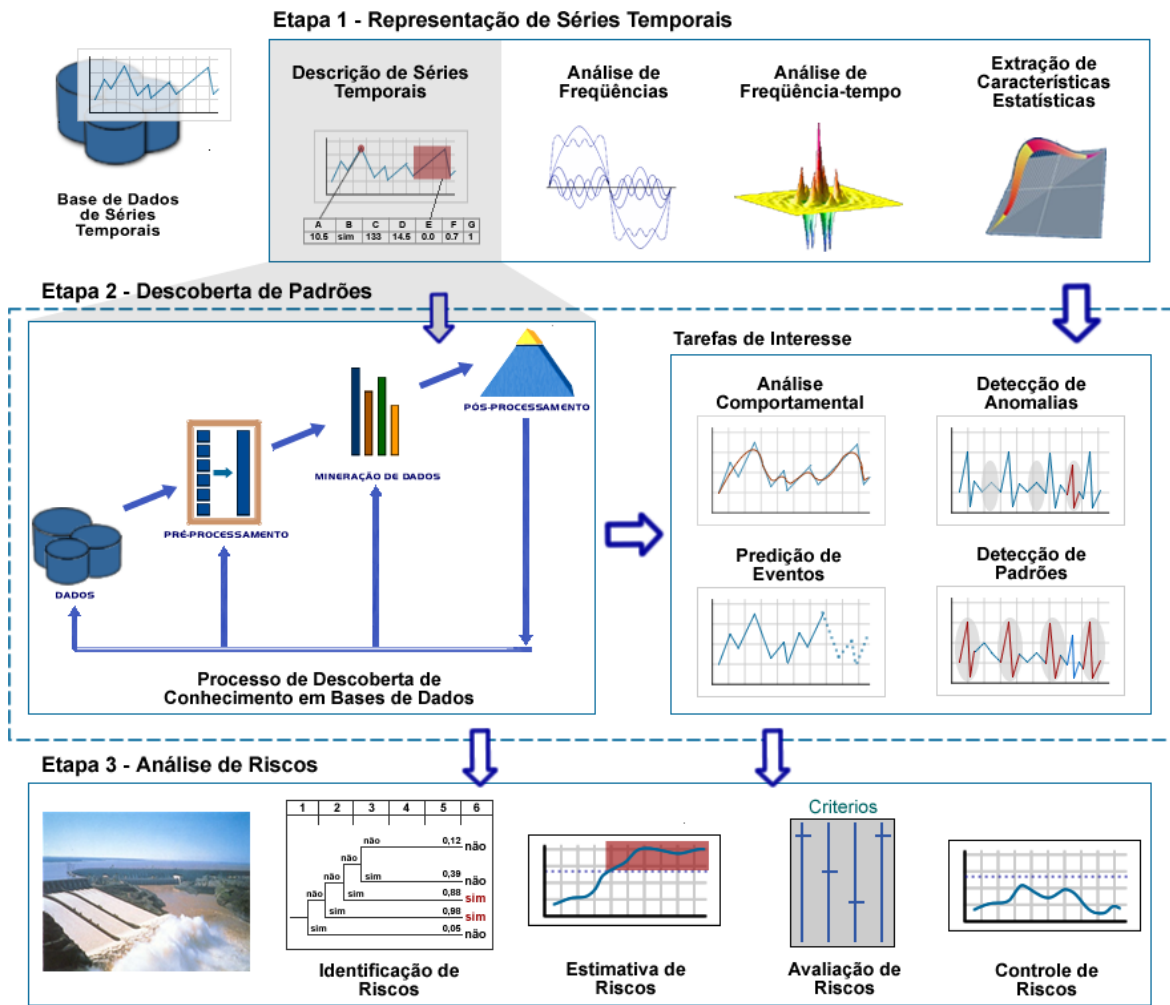 Etapa 1 - Representação de Séries Temporais
Base de Dados
de Séries
Temporais
Descrição de Séries
Temporais
A B C D E F G
10.5 sim 133 14.5 0.0 0.7 1
Análise de
Freqüências
Análise de
Freqüência-tempo
Extração de
Características
Estatísticas
Etapa 2 - Descoberta de Padrões
DADOS
PRÉ-PROCESSAMENTO
MINERAÇÃO DE DADOS
PÓS-PROCESSAMENTO
Processo de Descoberta de
Conhecimento em Bases de Dados
Tarefas de Interesse
Análise
Comportamental
Detecção de
Anomalias
Predição de
Eventos
Detecção de
Padrões
Etapa 3 - Análise de Riscos
1 2 3 4 5 6
não 0,12 não
não
sim 0,39 não
não
sim 0,88 sim
sim 0,98 sim
sim 0,05 não
Identificação de
Riscos
Estimativa de
Riscos
Criterios
Avaliação de
Riscos
Controle de
Riscos